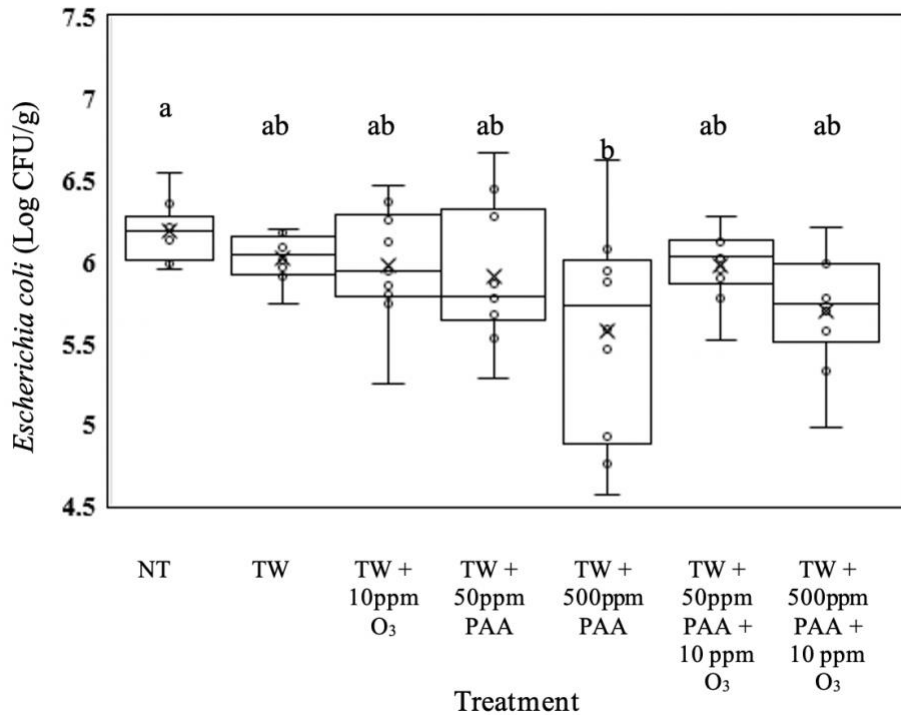 7.5
7
6.5
6
5.5
5
4.5
Escherichia coli (Log CFU/g)
a
ab
ab
ab
b
ab
ab
NT
TW
TW +
10ppm
O₃
TW +
50ppm
PAA
TW +
500ppm
PAA
TW +
50ppm
PAA +
10 ppm
O₃
TW +
500ppm
PAA +
10 ppm
O₃
Treatment